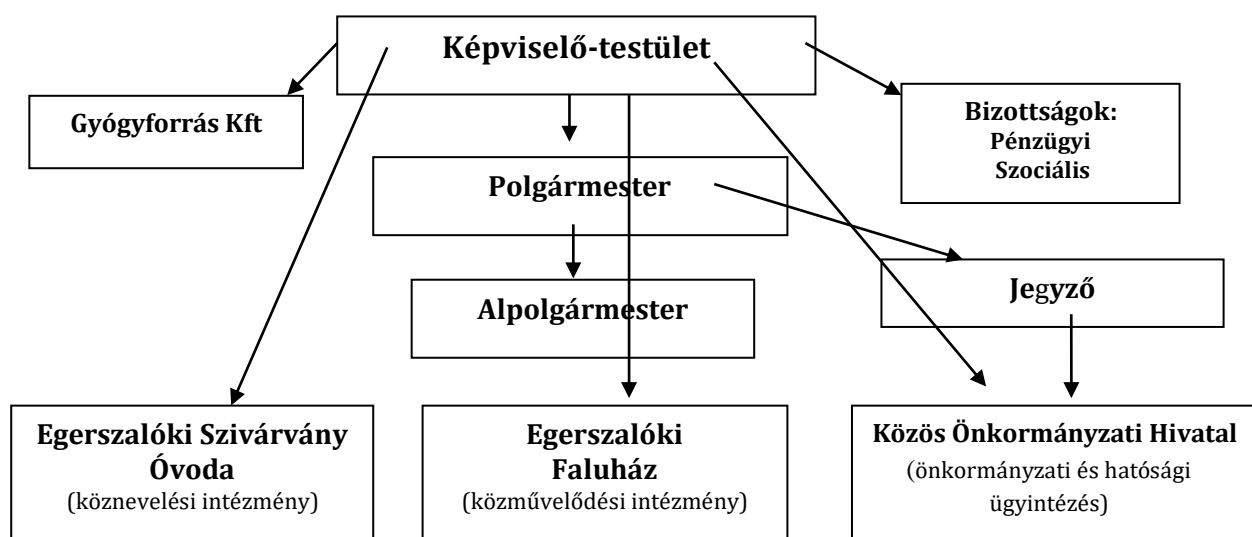 Képviselő-testület
Gyógyforrás Kft
Bizottságok:
Pénzügyi
Szociális
Polgármester
Jegyző
Alpolgármester
Egerszalóki Szivárvány
Óvoda
(köznevelési intézmény)
Egerszalóki
Faluház
(közművelődési intézmény)
Közös Önkormányzati Hivatal
(önkormányzati és hatósági
ügyintézés)